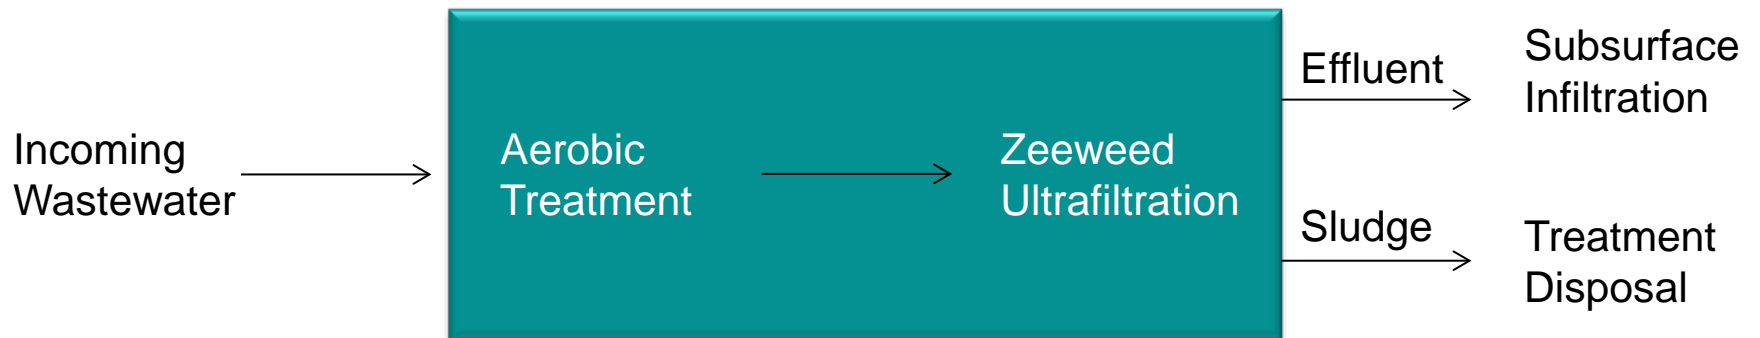 Incoming
Wastewater
Aerobic
Treatment
Zeeweed
Ultrafiltration
Effluent
Subsurface
Infiltration
Sludge
Treatment
Disposal